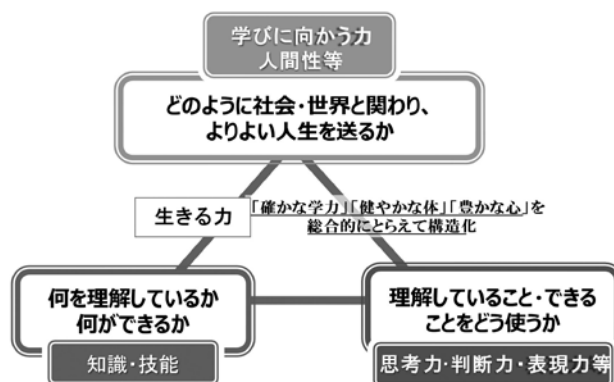 学びに向かう力
人間性等
どのように社会・世界と関わり、
よりよい人生を送るか
生きる力
「確かな学力」「健やかな体」「豊かな心」を
総合的にとらえて構造化
何を理解しているか
何ができるか
知識・技能
理解していること・できる
ことをどう使うか
思考力・判断力・表現力等